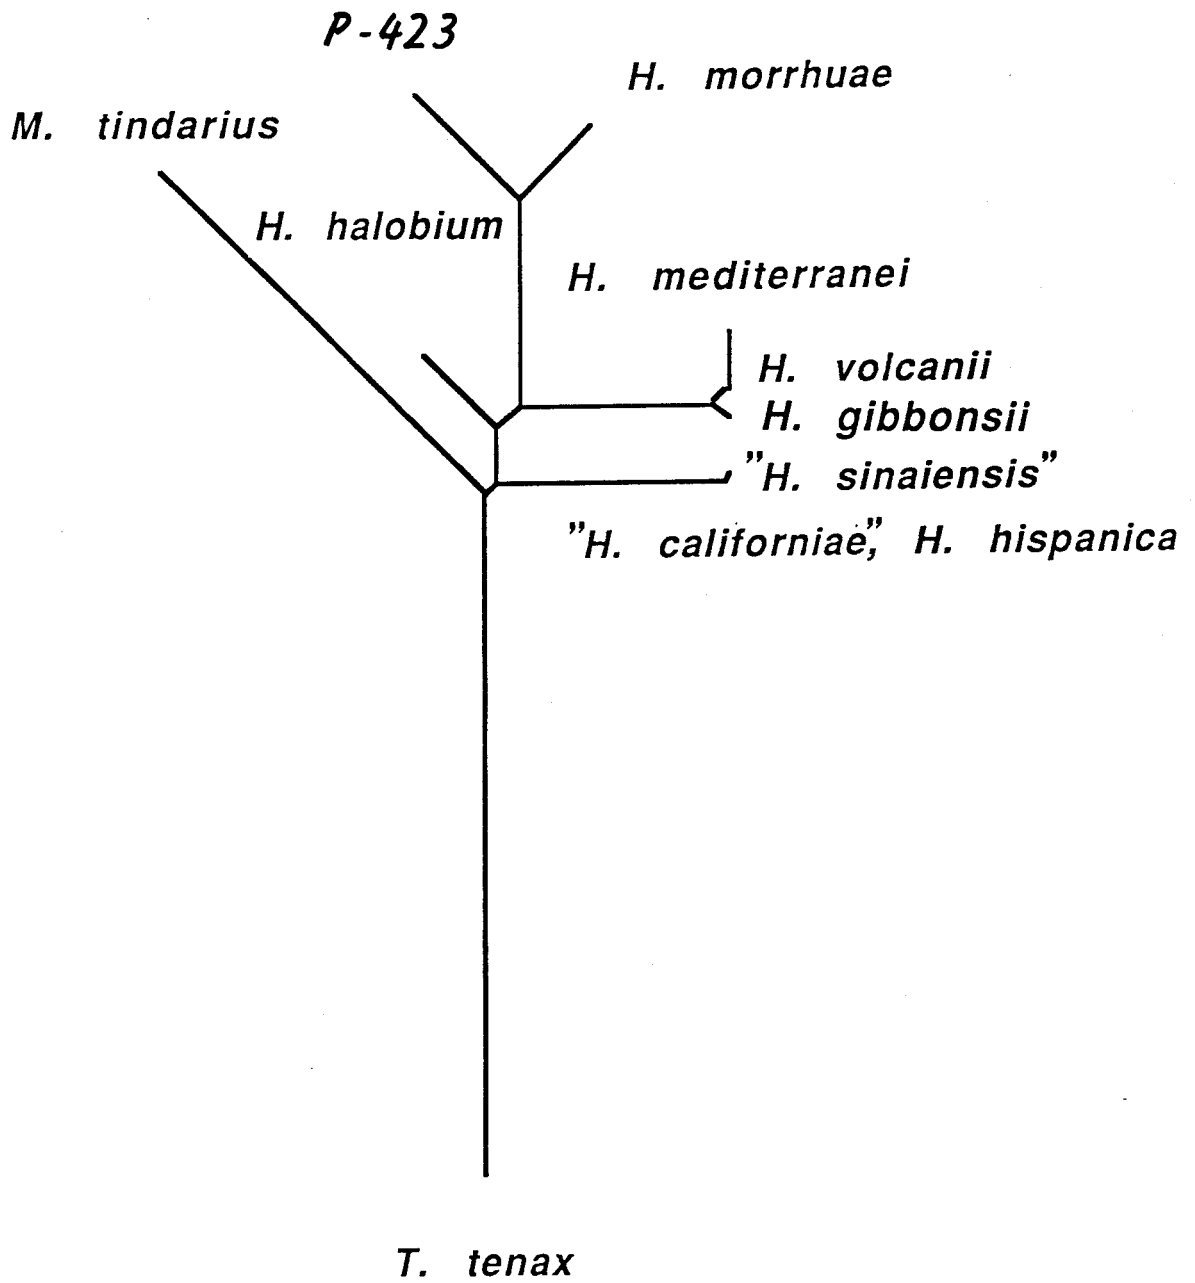 P-423
H. morrhuae
M. tindarius
H. halobium
H. mediterranei
H. volcanii
H. gibbonsii
"H. sinaiensis"
"H. californiae," H. hispanica
T. tenax